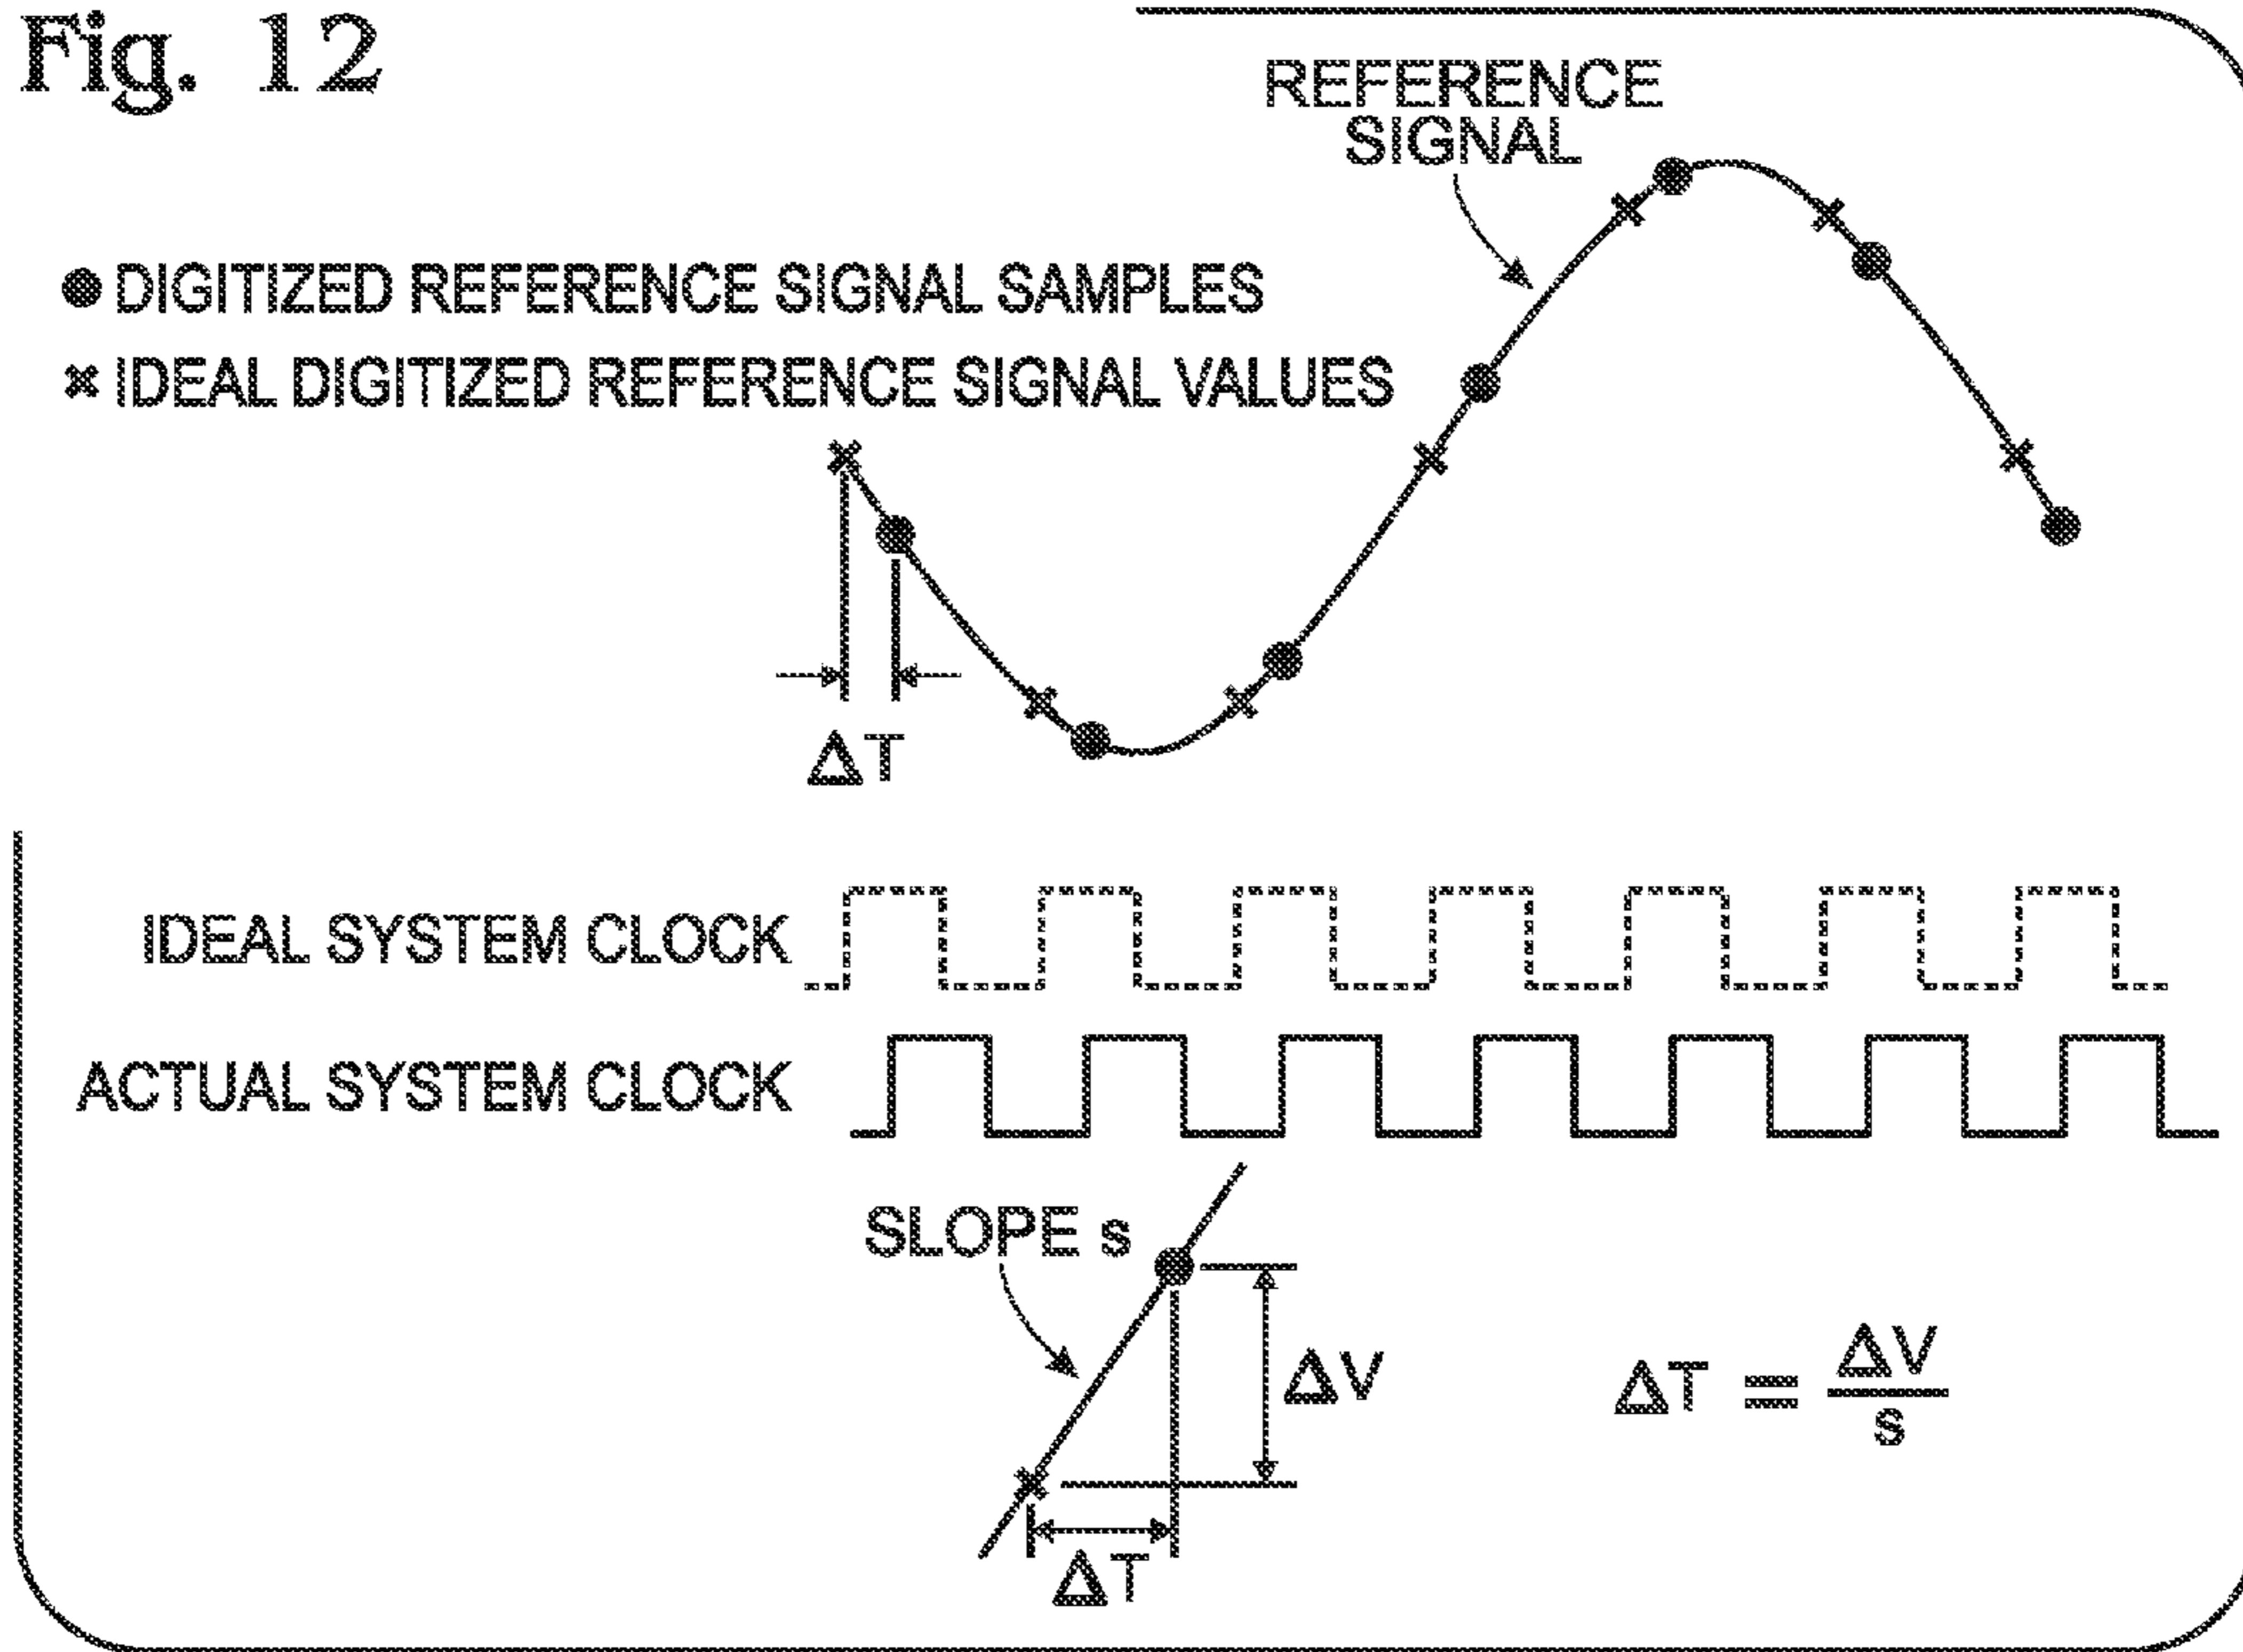 Fig. 12
REFERENCE
SIGNAL
● DIGITIZED REFERENCE SIGNAL SAMPLES
× IDEAL DIGITIZED REFERENCE SIGNAL VALUES
ΔT
IDEAL SYSTEM CLOCK
ACTUAL SYSTEM CLOCK
SLOPE s
ΔV
ΔT = ΔV/s
ΔT